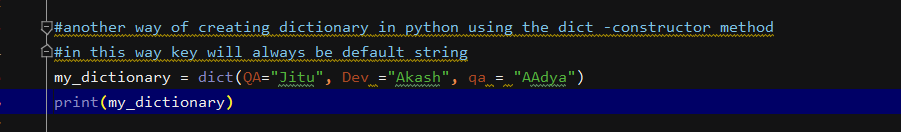 #another way of creating dictionary in python using the dict -constructor method
#in this way key will always be default string
my_dictionary = dict(QA="Jitu", Dev ="Akash", qa = "AAdya")
print(my_dictionary)